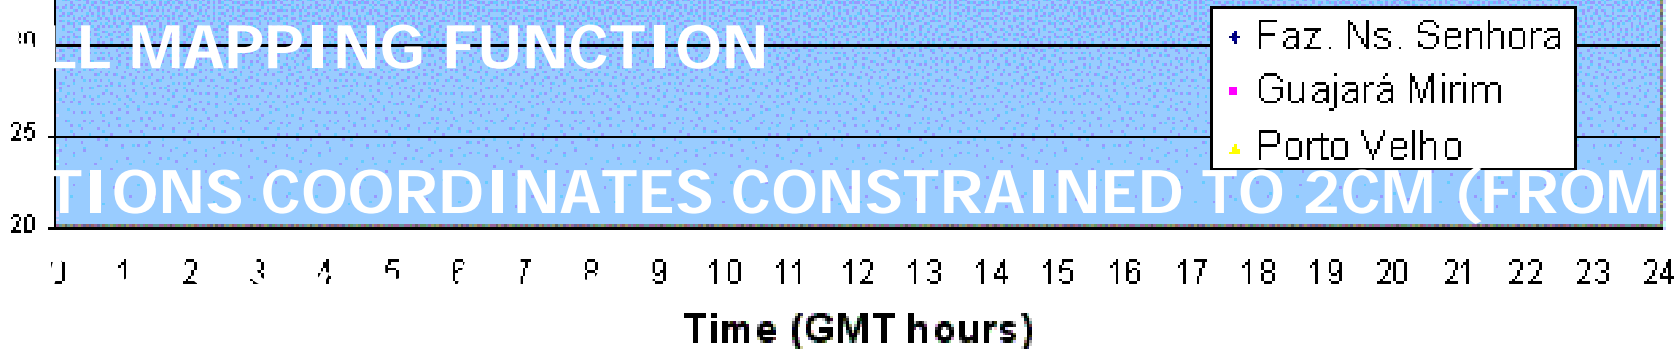 LL MAPPING FUNCTION
Faz. Ns. Senhora
Guajará Mirim
25
Porto Velho
TIONS COORDINATES CONSTRAINED TO 2CM (FROM
20
0 1 2 3 4 5 6 7 8 9 10 11 12 13 14 15 16 17 18 19 20 21 22 23 24
Time (GMT hours)